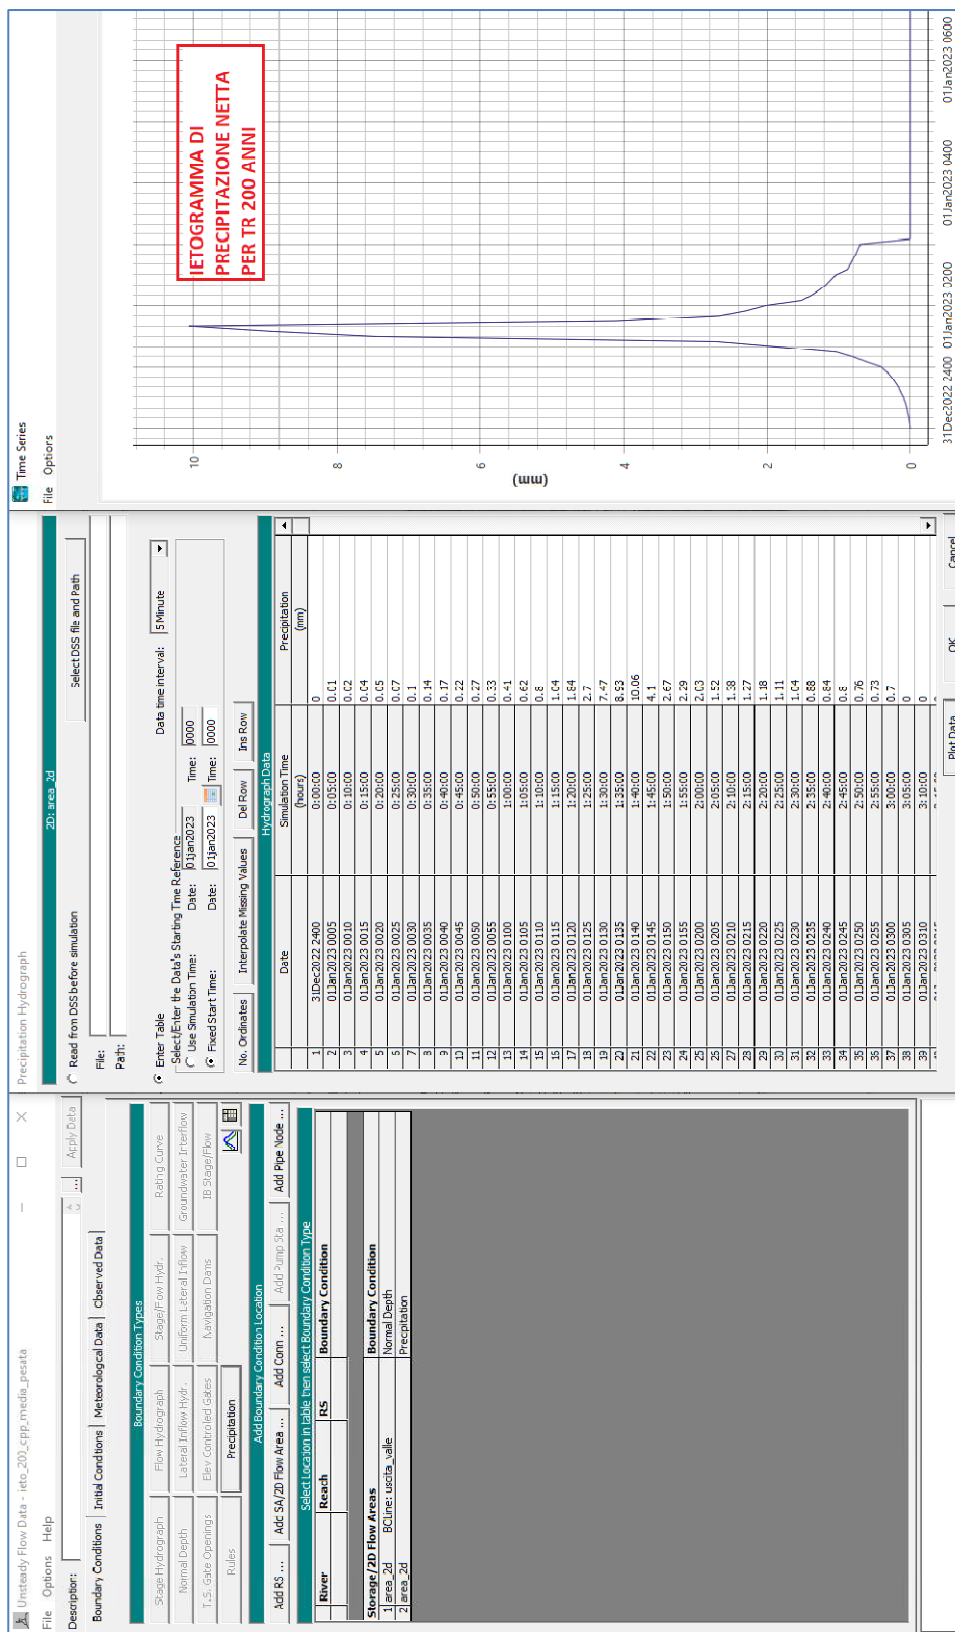 Unsteady Flow Data - ieto_200_cpp_media_pesata
File Options Help
Description:
... Apply Data
Boundary Conditions Initial Conditions Meteorological Data Observed Data
Boundary Condition Types
Stage Hydrograph Flow Hydrograph Stage/Flow Hydr. Rating Curve
Normal Depth Lateral Inflow Hydr. Uniform Lateral Inflow Groundwater Interflow
T.S. Gate Openings Elev Controlled Gates Navigation Dams IB Stage/Flow
Rules Precipitation
Add Boundary Condition Location
Add RS ... Add SA/2D Flow Area ... Add Conn ... Add Pump Sta ... Add Pipe Node ...
Select Location in table then select Boundary Condition Type
River Reach RS Boundary Condition
Storage/2D Flow Areas Boundary Condition
1 area_2d BCLine: uscita_valle Normal Depth
2 area_2d Precipitation
Precipitation Hydrograph
2D: area_2d
Read from DSS before simulation Select DSS file and Path
File:
Path:
Enter Table Data time interval: 5 Minute
Select/Enter the Data's Starting Time Reference
Use Simulation Time: Date: 01jan2023 Time: 0000
Fixed Start Time: Date: 01jan2023 Time: 0000
No. Ordinates Interpolate Missing Values Del Row Ins Row
Hydrograph Data
Date Simulation Time Precipitation
(hours) (mm)
1 31Dec2022 2400 0:00:00 0
2 01Jan2023 0005 0:05:00 0.01
3 01Jan2023 0010 0:10:00 0.02
4 01Jan2023 0015 0:15:00 0.04
5 01Jan2023 0020 0:20:00 0.05
6 01Jan2023 0025 0:25:00 0.07
7 01Jan2023 0030 0:30:00 0.1
8 01Jan2023 0035 0:35:00 0.14
9 01Jan2023 0040 0:40:00 0.17
10 01Jan2023 0045 0:45:00 0.22
11 01Jan2023 0050 0:50:00 0.27
12 01Jan2023 0055 0:55:00 0.33
13 01Jan2023 0100 1:00:00 0.41
14 01Jan2023 0105 1:05:00 0.62
15 01Jan2023 0110 1:10:00 0.8
16 01Jan2023 0115 1:15:00 1.04
17 01Jan2023 0120 1:20:00 1.84
18 01Jan2023 0125 1:25:00 2.7
19 01Jan2023 0130 1:30:00 7.47
20 01Jan2023 0135 1:35:00 8.93
21 01Jan2023 0140 1:40:00 10.06
22 01Jan2023 0145 1:45:00 4.1
23 01Jan2023 0150 1:50:00 2.67
24 01Jan2023 0155 1:55:00 2.29
25 01Jan2023 0200 2:00:00 2.03
26 01Jan2023 0205 2:05:00 1.52
27 01Jan2023 0210 2:10:00 1.38
28 01Jan2023 0215 2:15:00 1.27
29 01Jan2023 0220 2:20:00 1.18
30 01Jan2023 0225 2:25:00 1.11
31 01Jan2023 0230 2:30:00 1.04
32 01Jan2023 0235 2:35:00 0.88
33 01Jan2023 0240 2:40:00 0.84
34 01Jan2023 0245 2:45:00 0.8
35 01Jan2023 0250 2:50:00 0.76
36 01Jan2023 0255 2:55:00 0.73
37 01Jan2023 0300 3:00:00 0.7
38 01Jan2023 0305 3:05:00 0
39 01Jan2023 0310 3:10:00 0
Plot Data OK Cancel
Time Series
File Options
IETOGRAMMA DI
PRECIPITAZIONE NETTA
PER TR 200 ANNI
10
8
6
4
2
0
(mm)
31Dec2022 2400 01Jan2023 0200 01Jan2023 0400 01Jan2023 0600